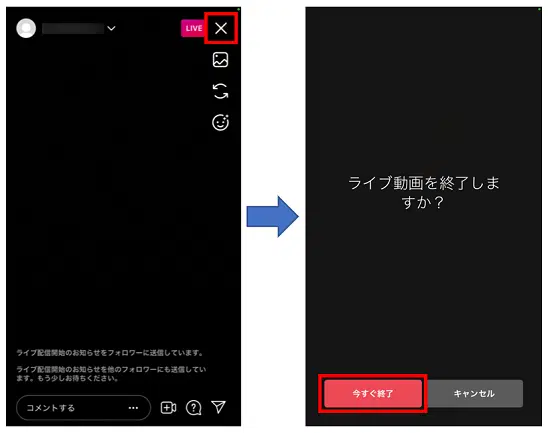 LIVE
ライブ配信開始のお知らせをフォロワーに送信しています。
ライブ配信開始のお知らせを他のフォロワーにも送信してい
ます。もう少しお待ちください。
コメントする
ライブ動画を終了しま
すか？
今すぐ終了
キャンセル